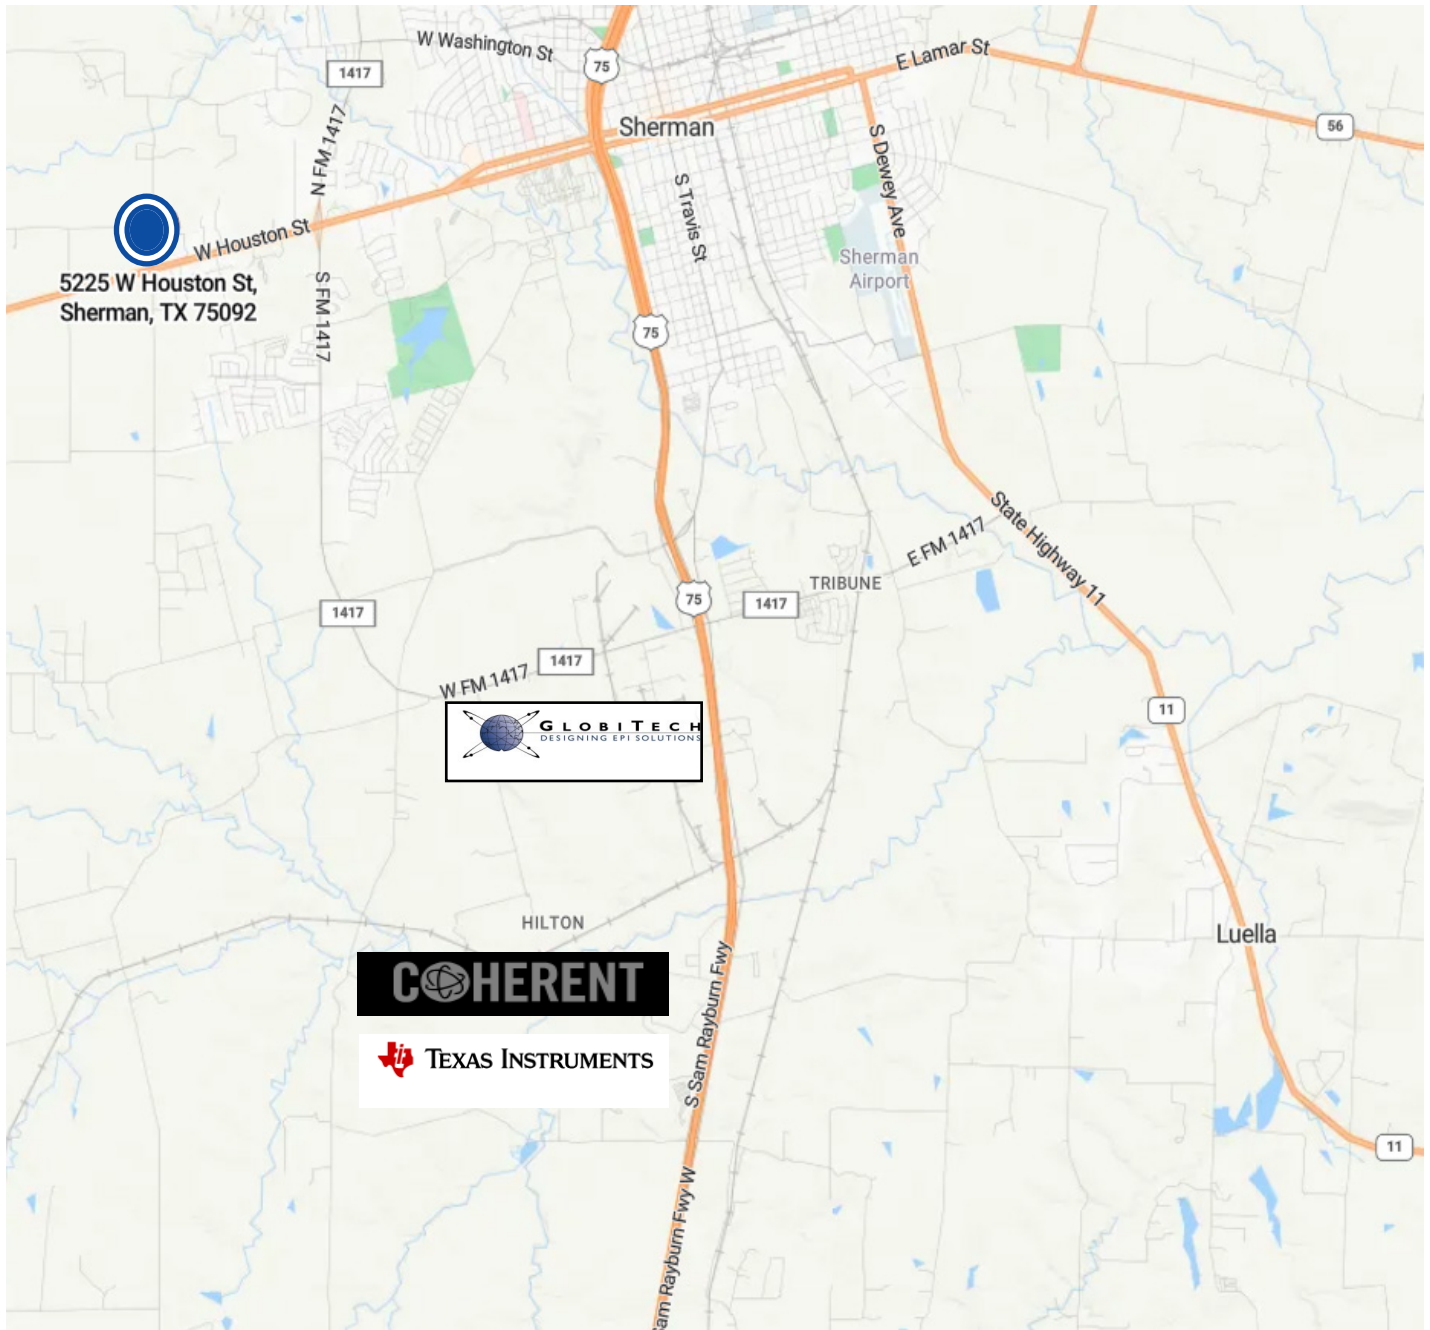 W Washington St
75
1417
E Lamar St
Sherman
56
N FM 1417
S Dewey Ave
S Travis St
W Houston St
5225 W Houston St,
Sherman, TX 75092
Sherman
Airport
S FM 1417
75
State Highway 11
E FM 1417
TRIBUNE
75
1417
1417
1417
W FM 1417
GLOBITECH
DESIGNING EPI SOLUTIONS
11
HILTON
Luella
COHERENT
S Sam Rayburn Fwy
TEXAS INSTRUMENTS
11
Sam Rayburn Fwy W